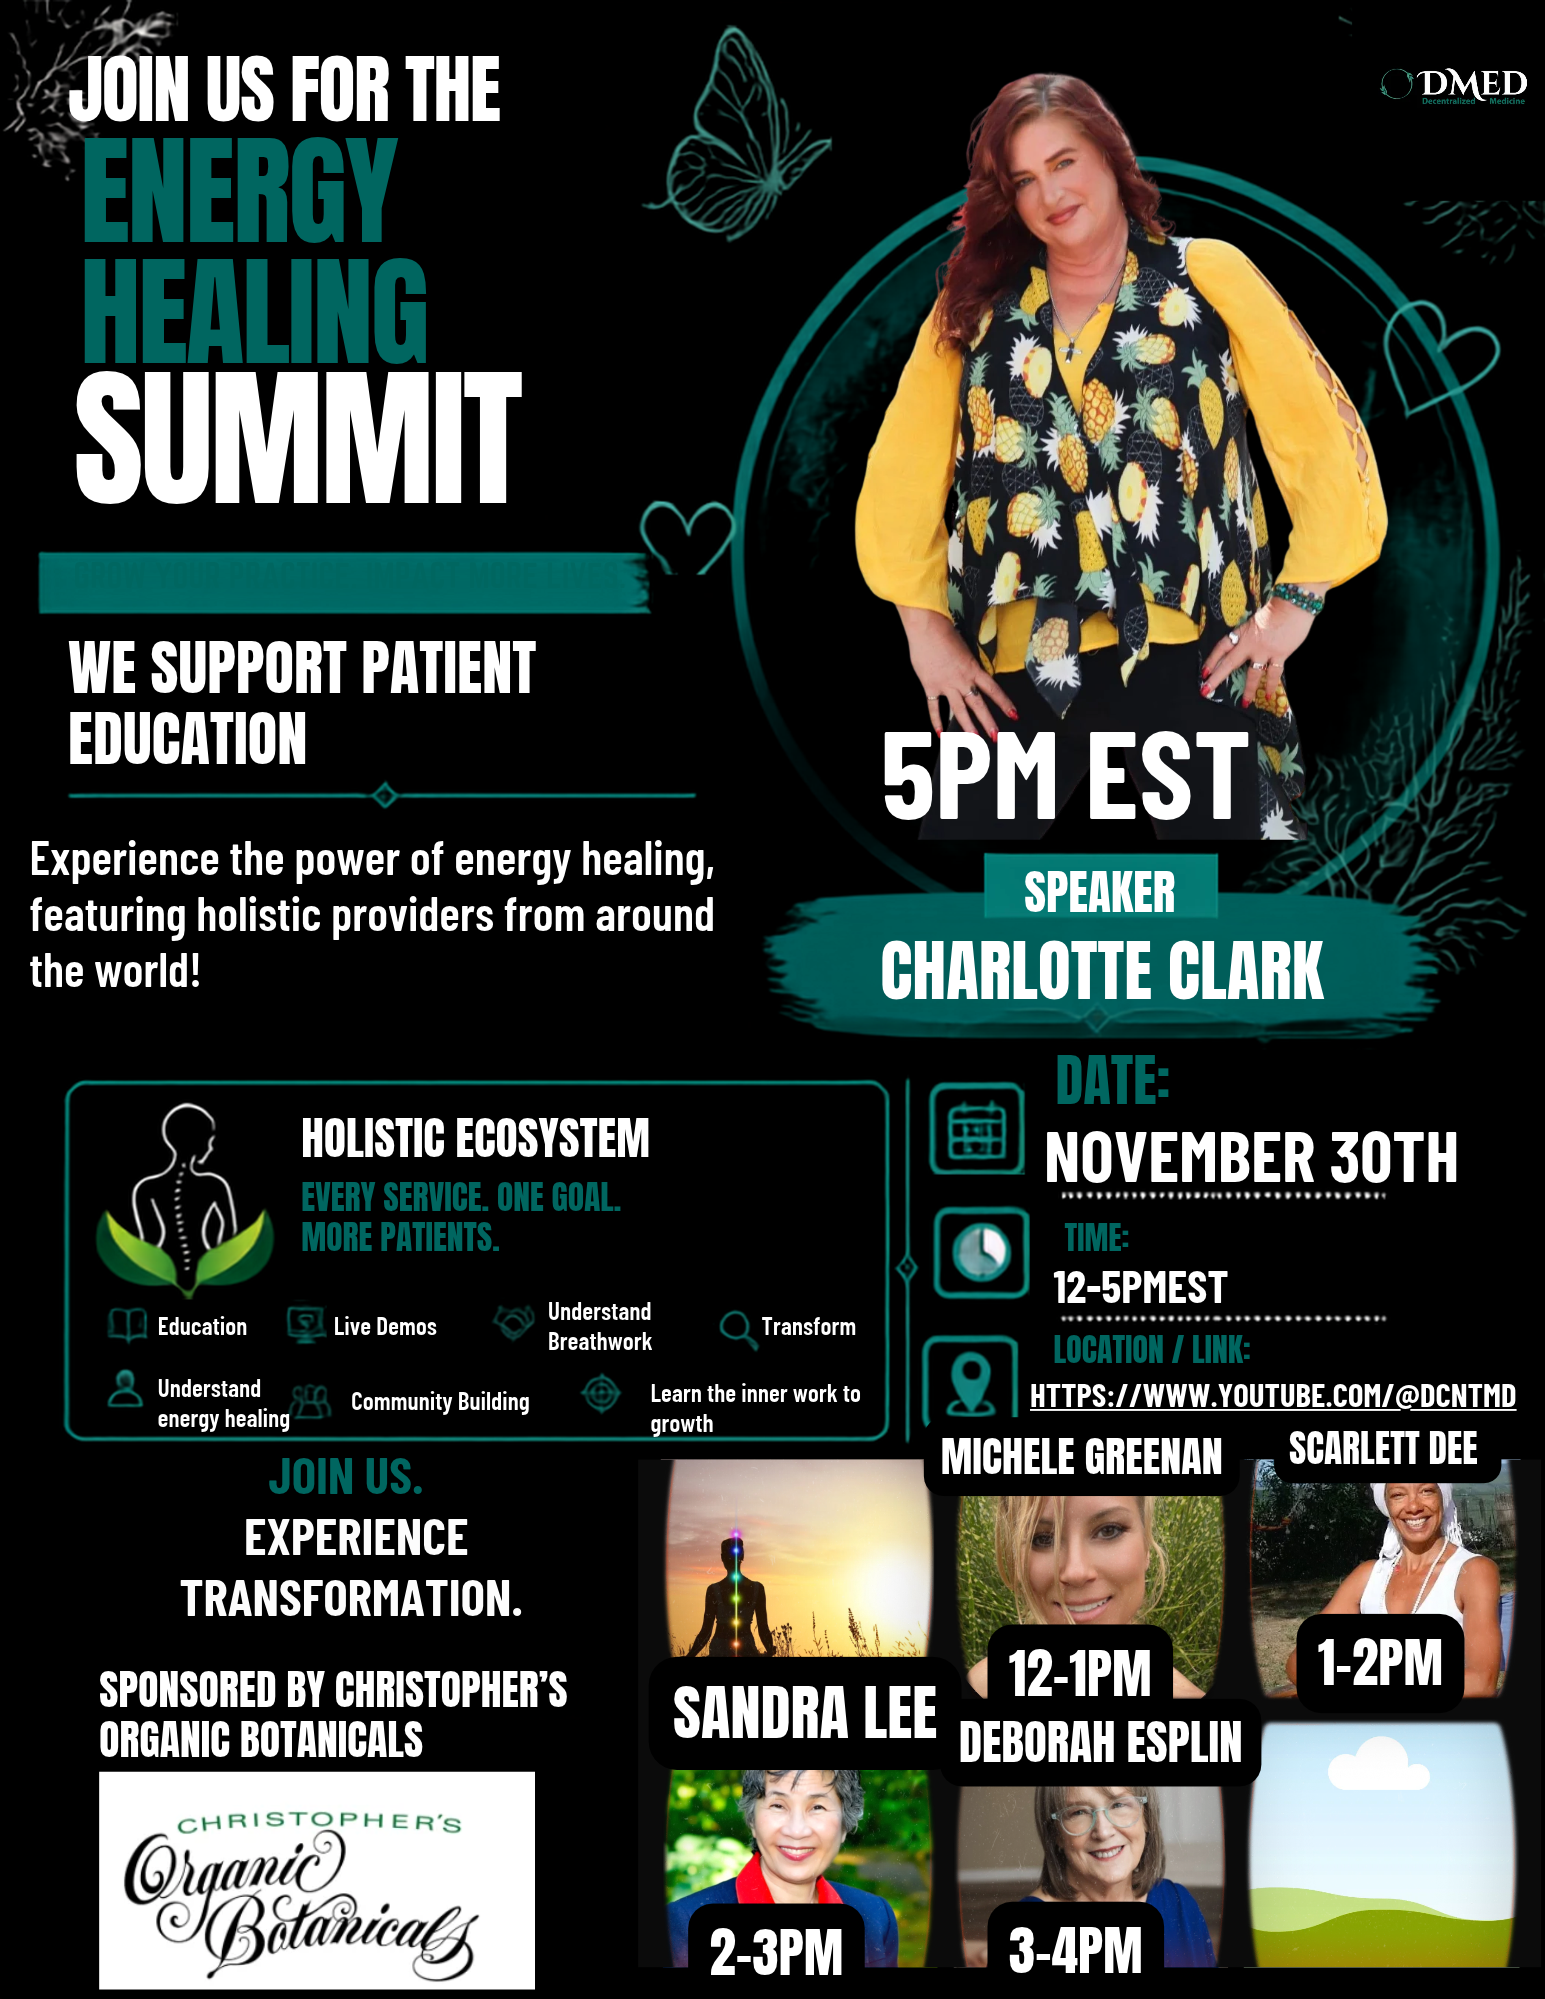 JOIN US FOR THE
ENERGY
HEALING
SUMMIT
DMED
Decentralized Medicine
WE SUPPORT PATIENT
EDUCATION
Experience the power of energy healing,
featuring holistic providers from around
the world!
5PM EST
SPEAKER
CHARLOTTE CLARK
HOLISTIC ECOSYSTEM
EVERY SERVICE. ONE GOAL.
MORE PATIENTS.
Education
Live Demos
Understand
Breathwork
Transform
Understand
energy healing
Community Building
Learn the inner work to
growth
DATE:
NOVEMBER 30TH
TIME:
12-5PMEST
LOCATION / LINK:
HTTPS://WWW.YOUTUBE.COM/@DCNTMD
JOIN US.
EXPERIENCE
TRANSFORMATION.
SPONSORED BY CHRISTOPHER'S
ORGANIC BOTANICALS
CHRISTOPHER'S
Organic
Botanicals
MICHELE GREENAN
SCARLETT DEE
12-1PM
1-2PM
SANDRA LEE
DEBORAH ESPLIN
2-3PM
3-4PM